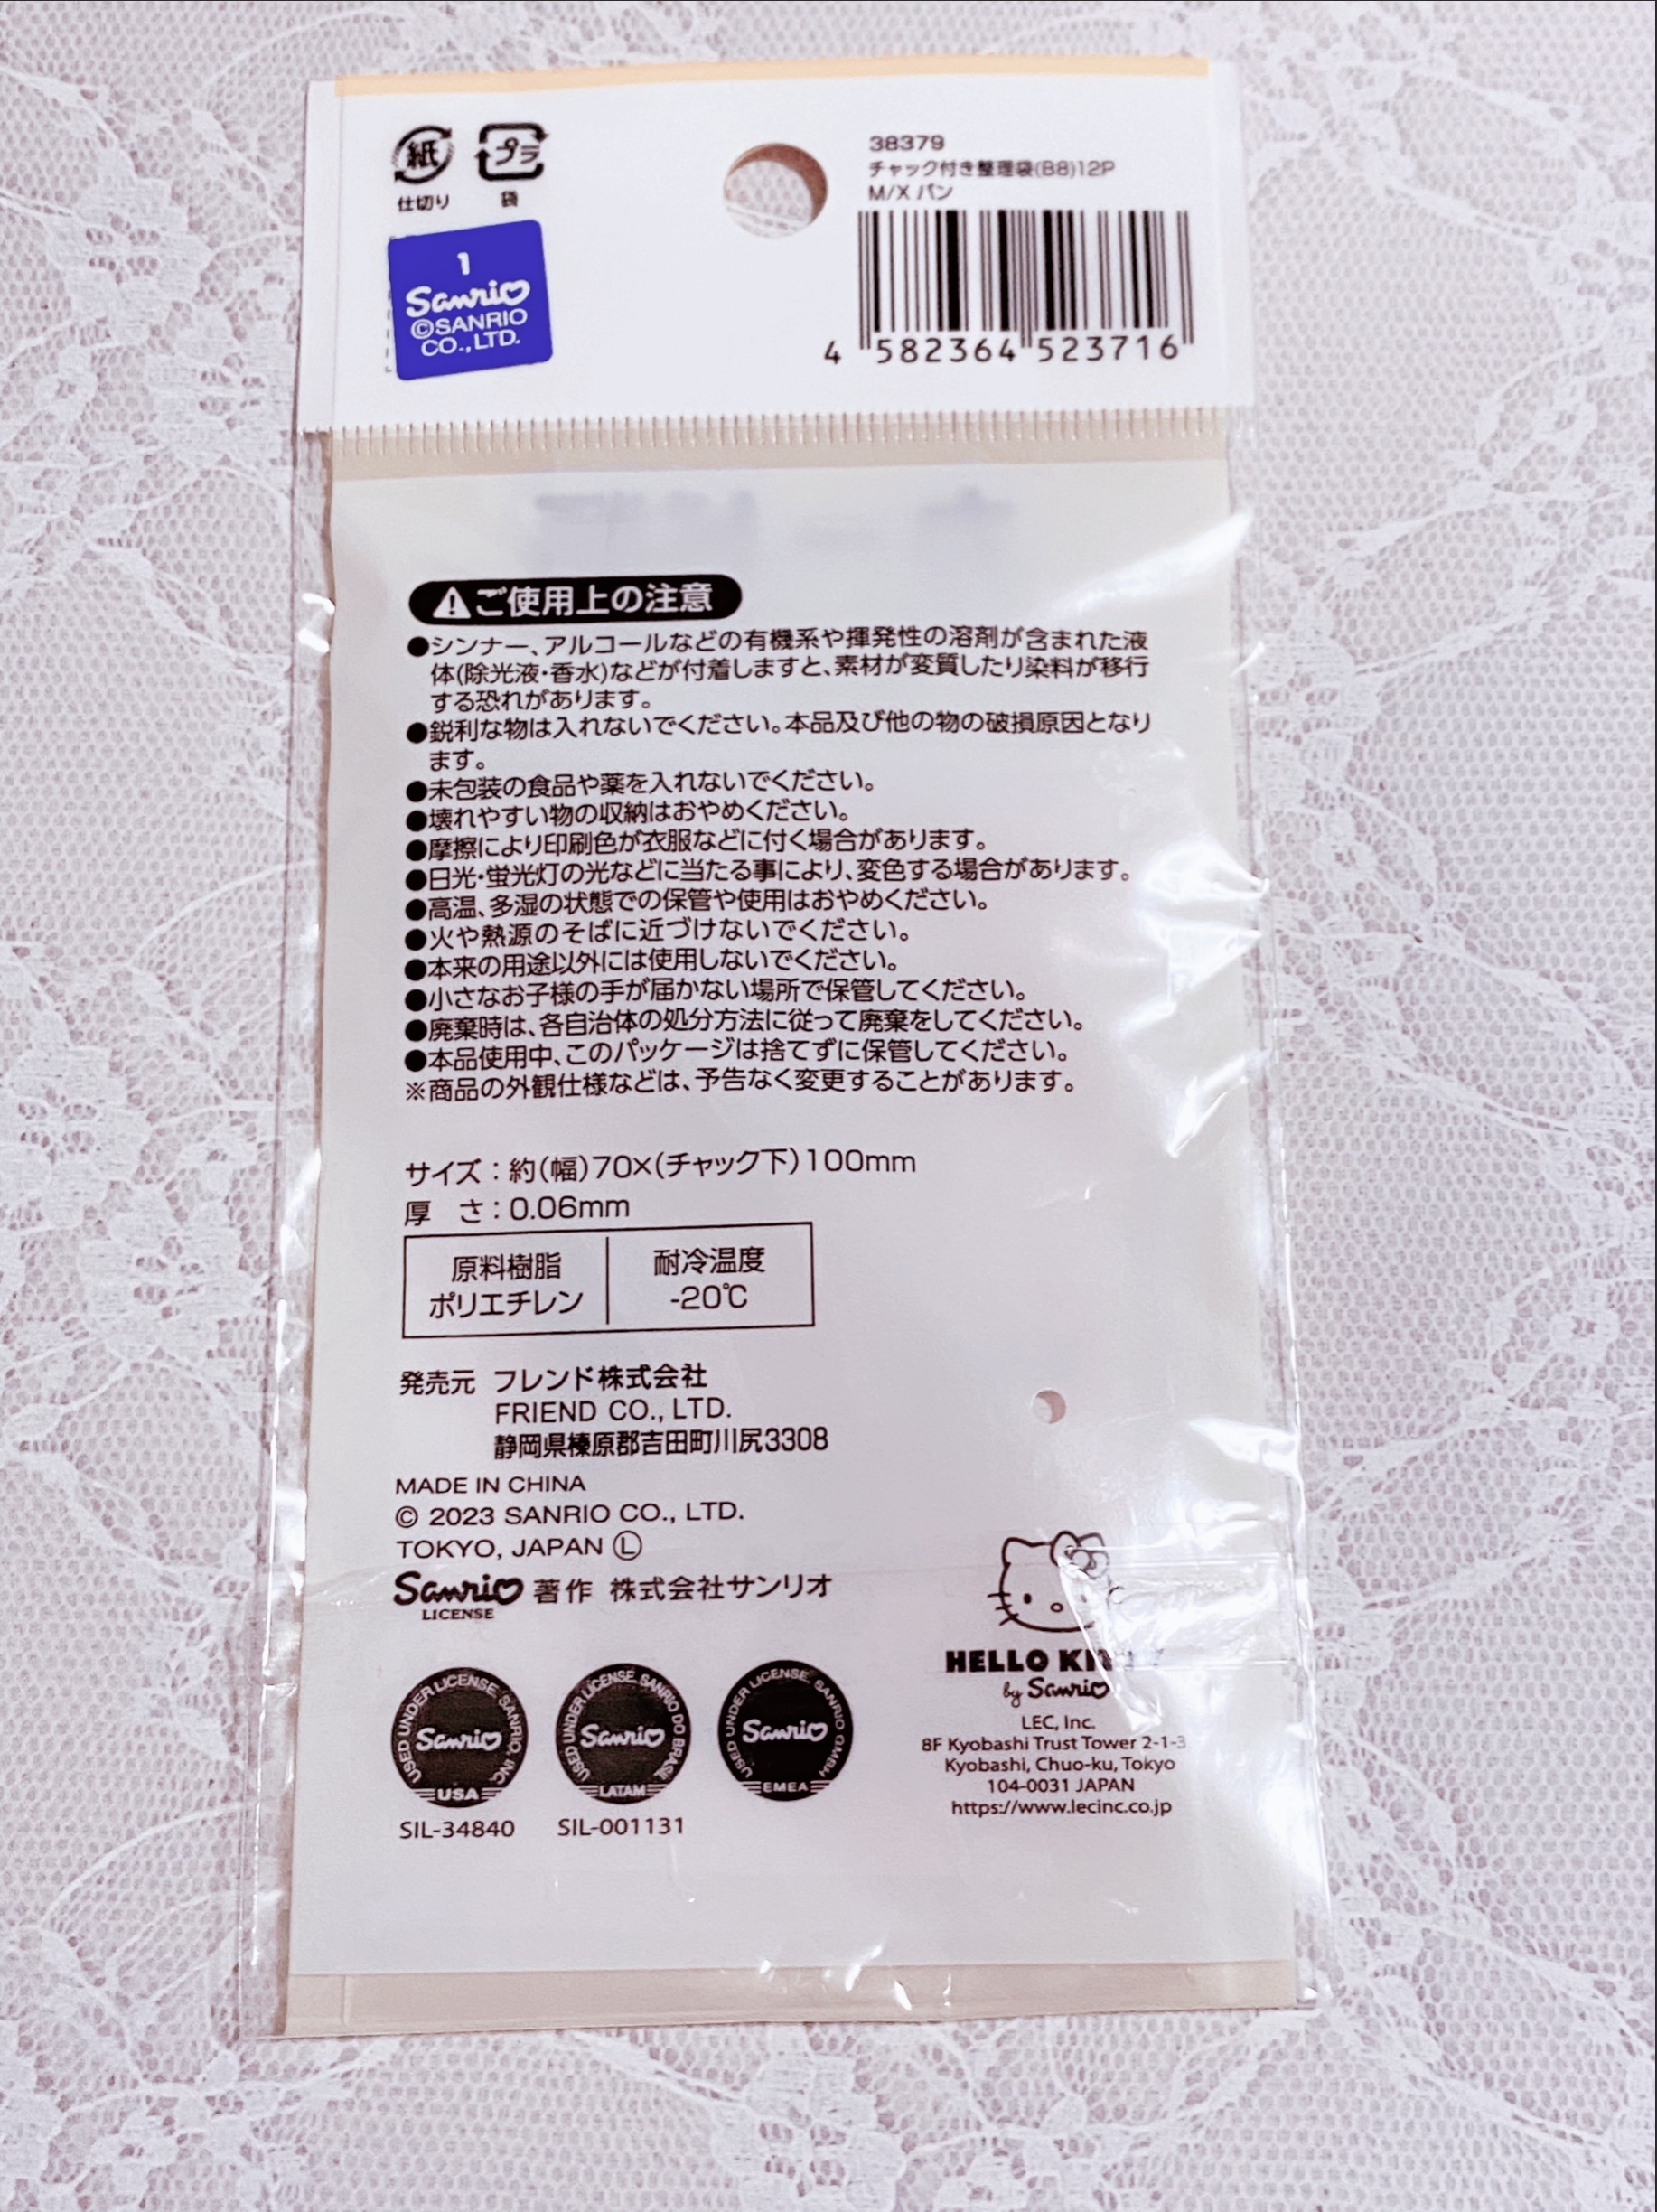 紙
プラ
仕切り
袋
1
Sanrio
©SANRIO
CO.,LTD.
38379
チャック付き整理袋(B8)12P
M/X パン
4 582364 523716
ご使用上の注意
●シンナー、アルコールなどの有機系や揮発性の溶剤が含まれた液
体(除光液・香水)などが付着しますと、素材が変質したり染料が移行
する恐れがあります。
●鋭利な物は入れないでください。本品及び他の物の破損原因となり
ます。
●未包装の食品や薬を入れないでください。
●壊れやすい物の収納はおやめください。
●摩擦により印刷色が衣服などに付く場合があります。
●日光・蛍光灯の光などに当たる事により、変色する場合があります。
●高温、多湿の状態での保管や使用はおやめください。
●火や熱源のそばに近づけないでください。
●本来の用途以外には使用しないでください。
●小さなお子様の手が届かない場所で保管してください。
●廃棄時は、各自治体の処分方法に従って廃棄をしてください。
●本品使用中、このパッケージは捨てずに保管してください。
※商品の外観仕様などは、予告なく変更することがあります。
サイズ：約(幅)70×(チャック下)100mm
厚　さ：0.06mm
原料樹脂
ポリエチレン
耐冷温度
-20℃
発売元 フレンド株式会社
FRIEND CO., LTD.
静岡県榛原郡吉田町川尻3308
MADE IN CHINA
© 2023 SANRIO CO., LTD.
TOKYO, JAPAN Ⓛ
Sanrio 著作 株式会社サンリオ
LICENSE
USED UNDER LICENSE. SANRIO, INC.
Sanrio
USA
SIL-34840
USED UNDER LICENSE. SANRIO DO BRASIL
Sanrio
LATAM
SIL-001131
USED UNDER LICENSE. SANRIO GMBH
Sanrio
EMEA
HELLO
by Sanrio
LEC, Inc.
8F Kyobashi Trust Tower 2-1-3
Kyobashi, Chuo-ku, Tokyo
104-0031 JAPAN
https://www.lecinc.co.jp